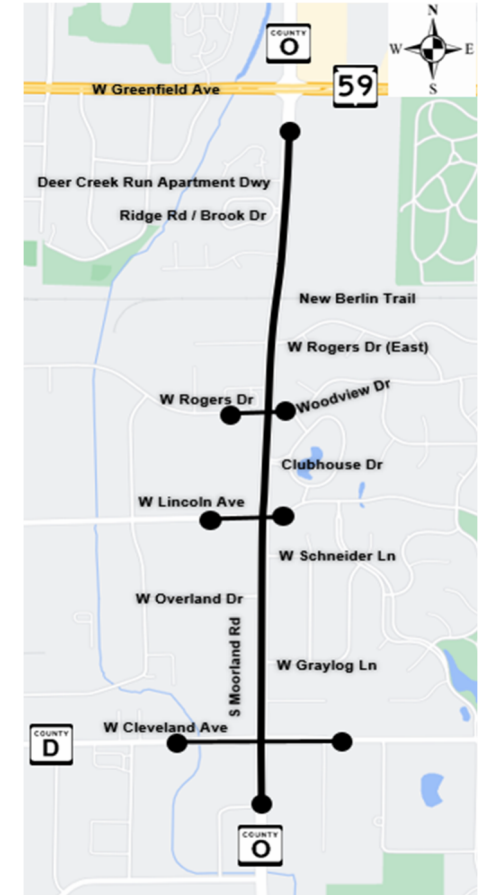 N
COUNTY
O
W
E
S
W Greenfield Ave
59
Deer Creek Run Apartment Dwy
Ridge Rd / Brook Dr
New Berlin Trail
W Rogers Dr (East)
W Rogers Dr
Woodview Dr
Clubhouse Dr
W Lincoln Ave
W Schneider Ln
W Overland Dr
S Moorland Rd
W Graylog Ln
W Cleveland Ave
COUNTY
D
COUNTY
O